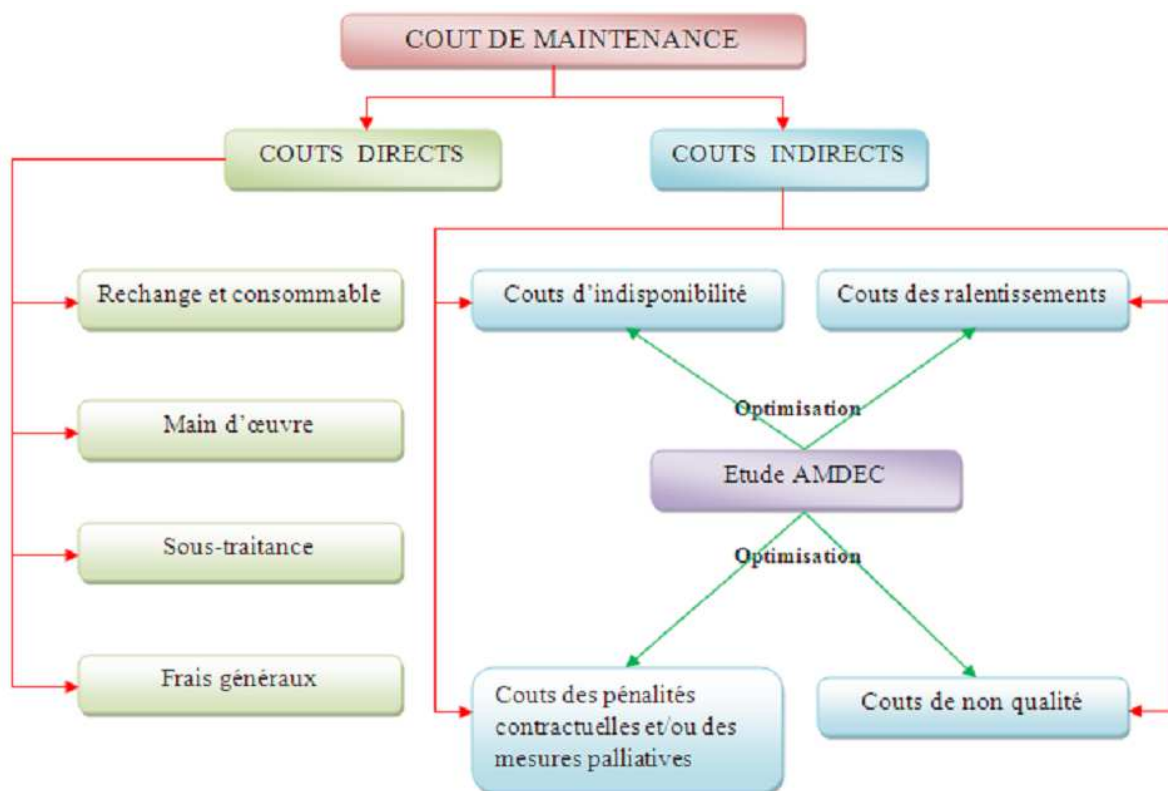 COUT DE MAINTENANCE
COUTS DIRECTS
COUTS INDIRECTS
Rechange et consommable
Couts d’indisponibilité
Couts des ralentissements
Main d’œuvre
Optimisation
Etude AMDEC
Sous-traitance
Optimisation
Frais généraux
Couts des pénalités
contractuelles et/ou des
mesures palliatives
Couts de non qualité